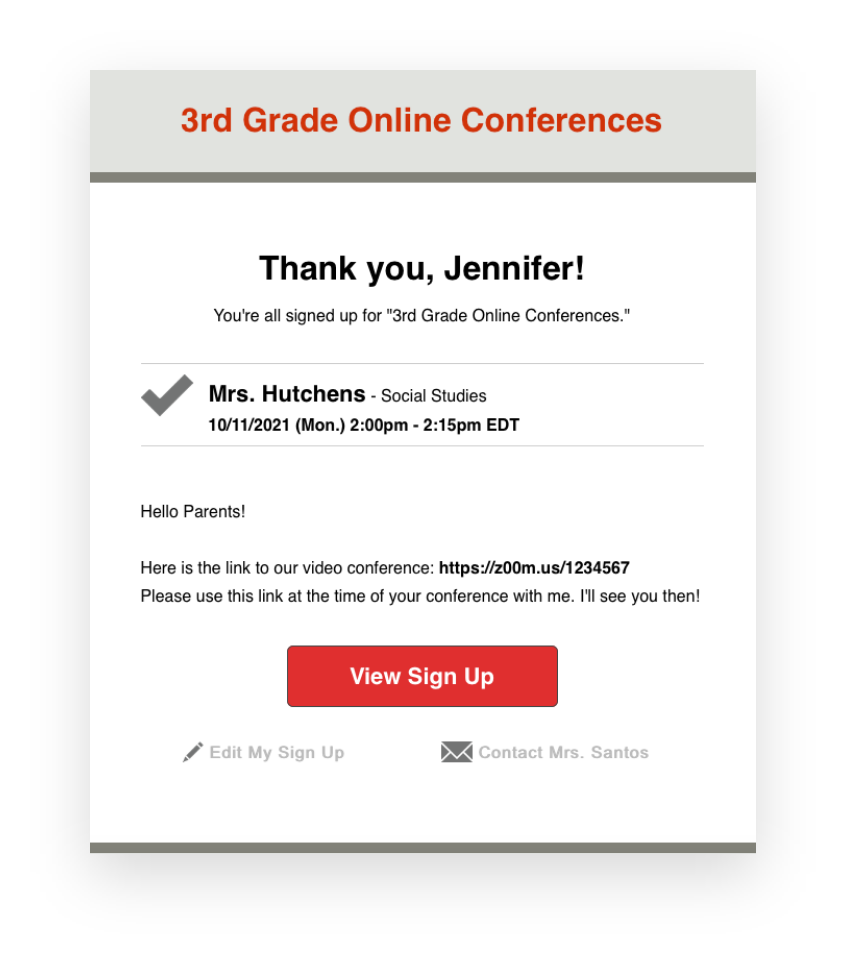 3rd Grade Online Conferences
Thank you, Jennifer!
You're all signed up for "3rd Grade Online Conferences."
Mrs. Hutchens - Social Studies
10/11/2021 (Mon.) 2:00pm - 2:15pm EDT
Hello Parents!
Here is the link to our video conference: https://z00m.us/1234567
Please use this link at the time of your conference with me. I'll see you then!
View Sign Up
Edit My Sign Up
Contact Mrs. Santos